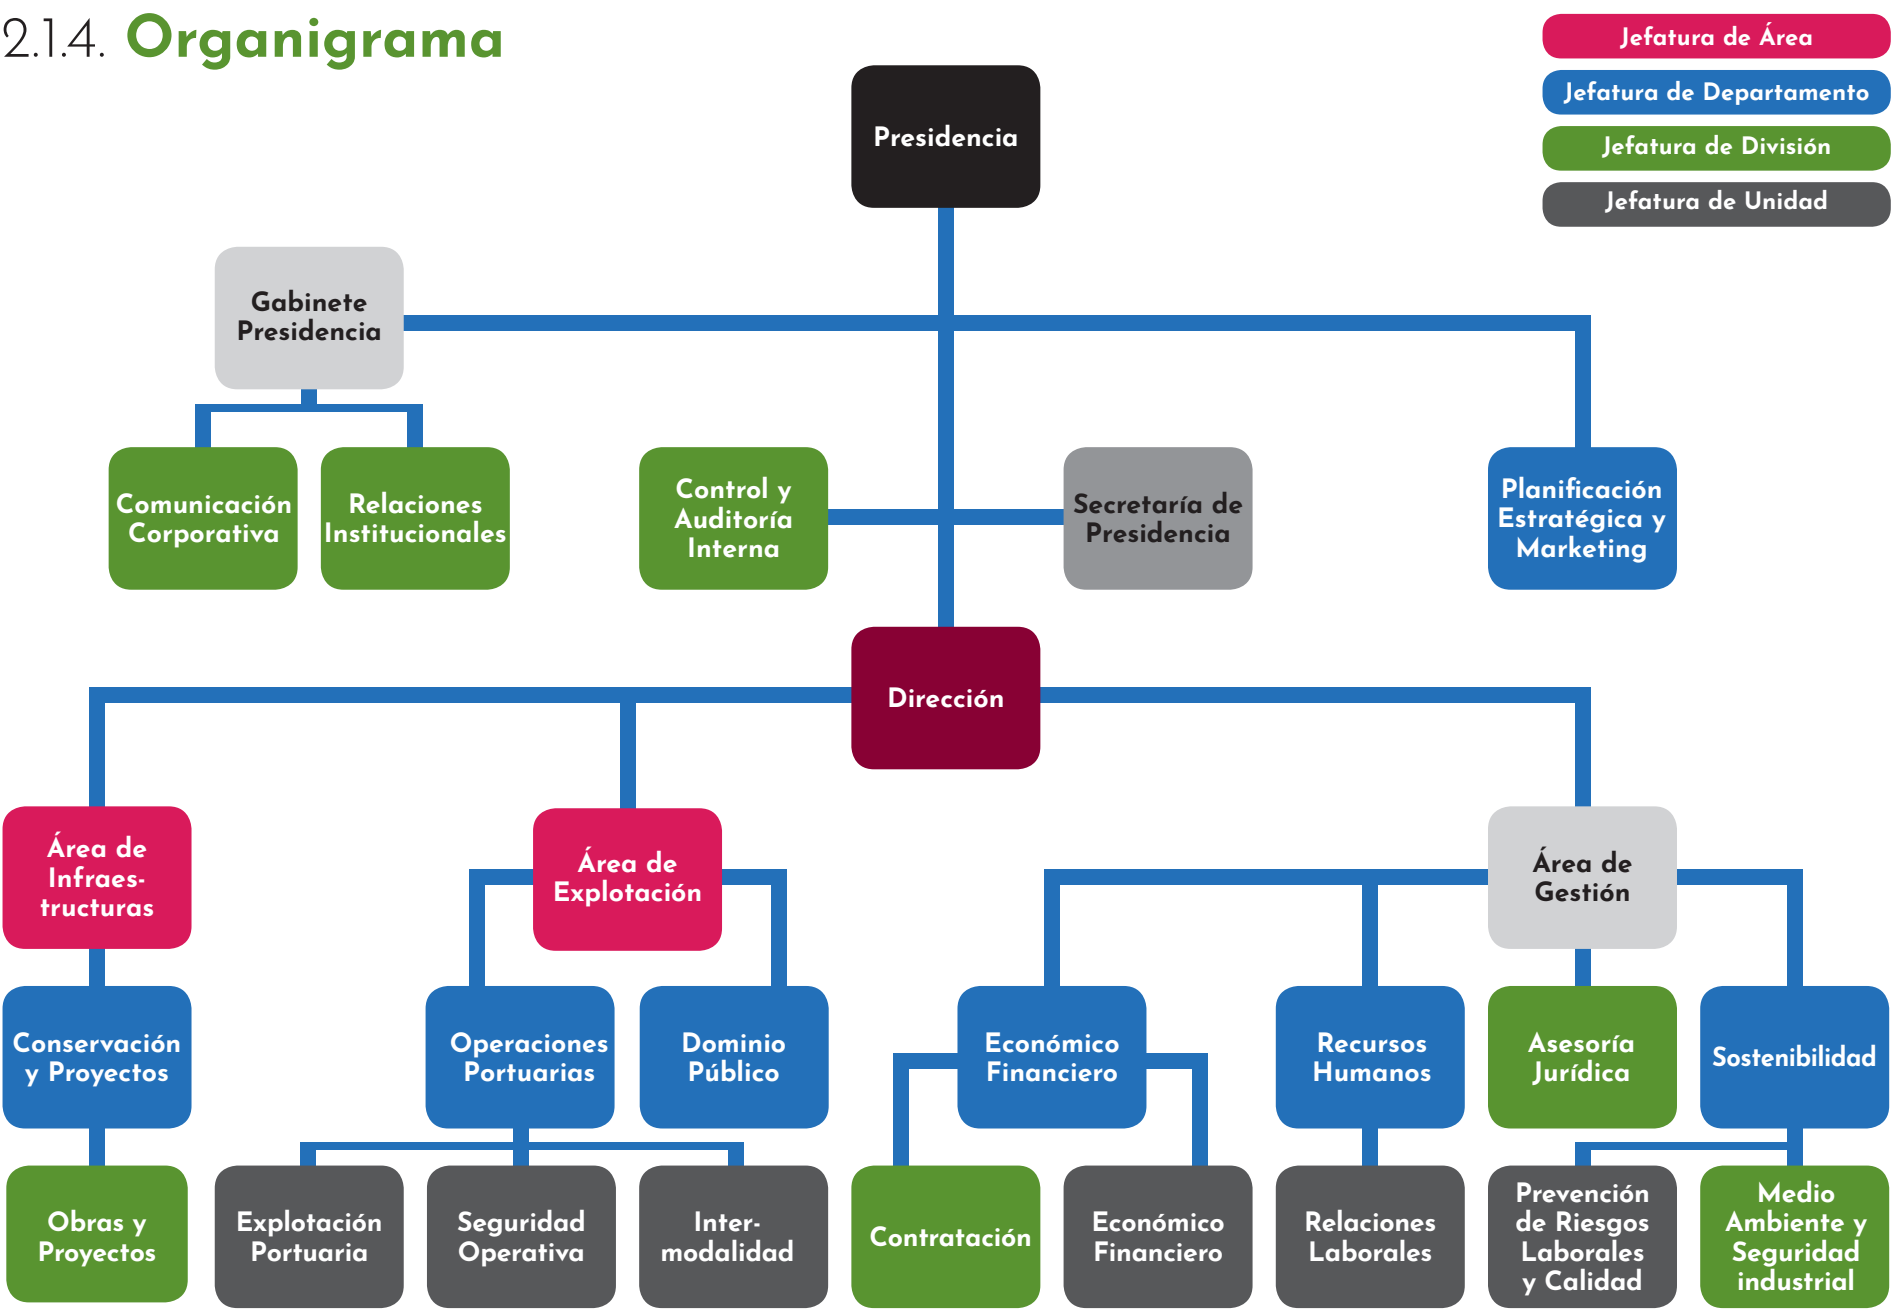 2.1.4. Organigrama
Jefatura de Área
Jefatura de Departamento
Jefatura de División
Jefatura de Unidad
Presidencia
Gabinete
Presidencia
Comunicación
Corporativa
Relaciones
Institucionales
Control y
Auditoría
Interna
Secretaría de
Presidencia
Planificación
Estratégica y
Marketing
Dirección
Área de
Infraes-
tructuras
Área de
Explotación
Área de
Gestión
Conservación
y Proyectos
Operaciones
Portuarias
Dominio
Público
Económico
Financiero
Recursos
Humanos
Asesoría
Jurídica
Sostenibilidad
Obras y
Proyectos
Explotación
Portuaria
Seguridad
Operativa
Inter-
modalidad
Contratación
Económico
Financiero
Relaciones
Laborales
Prevención
de Riesgos
Laborales
y Calidad
Medio
Ambiente y
Seguridad
industrial